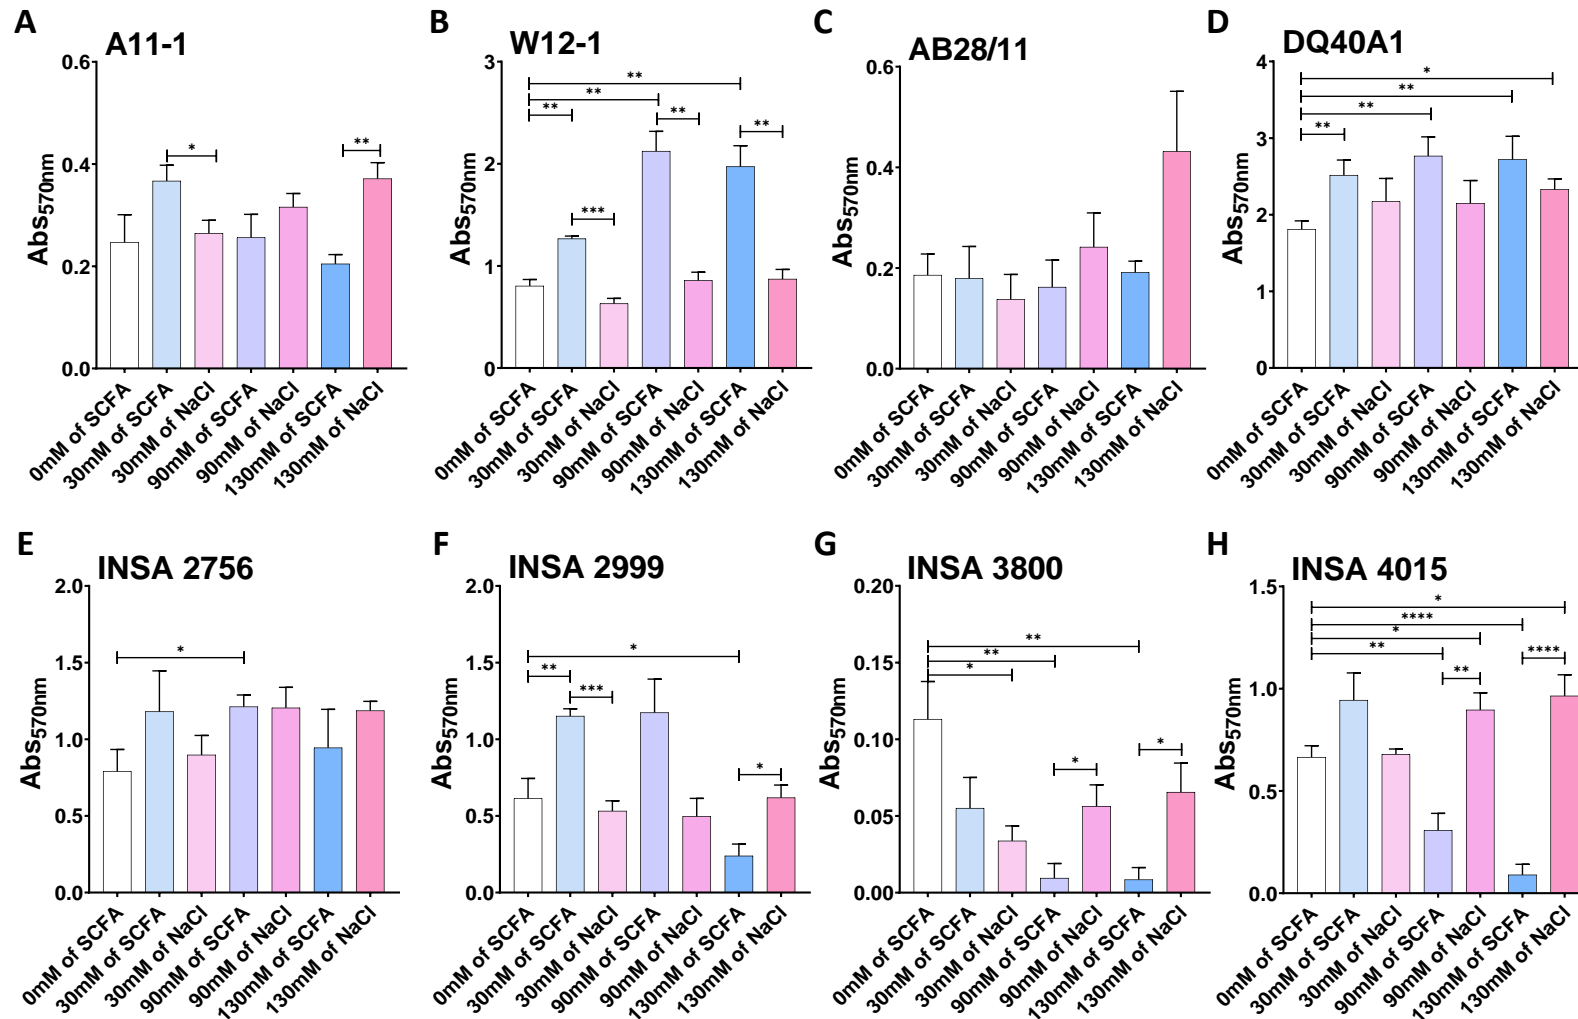 A
A11-1
Abs570nm
0.6
0.4
0.2
0.0
*
**
0mM of SCFA
30mM of SCFA
30mM of NaCl
90mM of SCFA
90mM of NaCl
130mM of SCFA
130mM of NaCl
B
W12-1
Abs570nm
3
2
1
0
**
**
**
**
**
***
0mM of SCFA
30mM of SCFA
30mM of NaCl
90mM of SCFA
90mM of NaCl
130mM of SCFA
130mM of NaCl
C
AB28/11
Abs570nm
0.6
0.4
0.2
0.0
0mM of SCFA
30mM of SCFA
30mM of NaCl
90mM of SCFA
90mM of NaCl
130mM of SCFA
130mM of NaCl
D
DQ40A1
Abs570nm
4
3
2
1
0
*
**
**
**
0mM of SCFA
30mM of SCFA
30mM of NaCl
90mM of SCFA
90mM of NaCl
130mM of SCFA
130mM of NaCl
E
INSA 2756
Abs570nm
2.0
1.5
1.0
0.5
0.0
*
0mM of SCFA
30mM of SCFA
30mM of NaCl
90mM of SCFA
90mM of NaCl
130mM of SCFA
130mM of NaCl
F
INSA 2999
Abs570nm
2.0
1.5
1.0
0.5
0.0
*
**
***
*
0mM of SCFA
30mM of SCFA
30mM of NaCl
90mM of SCFA
90mM of NaCl
130mM of SCFA
130mM of NaCl
G
INSA 3800
Abs570nm
0.20
0.15
0.10
0.05
0.00
**
**
*
*
*
0mM of SCFA
30mM of SCFA
30mM of NaCl
90mM of SCFA
90mM of NaCl
130mM of SCFA
130mM of NaCl
H
INSA 4015
Abs570nm
1.5
1.0
0.5
0.0
*
****
*
**
****
**
0mM of SCFA
30mM of SCFA
30mM of NaCl
90mM of SCFA
90mM of NaCl
130mM of SCFA
130mM of NaCl